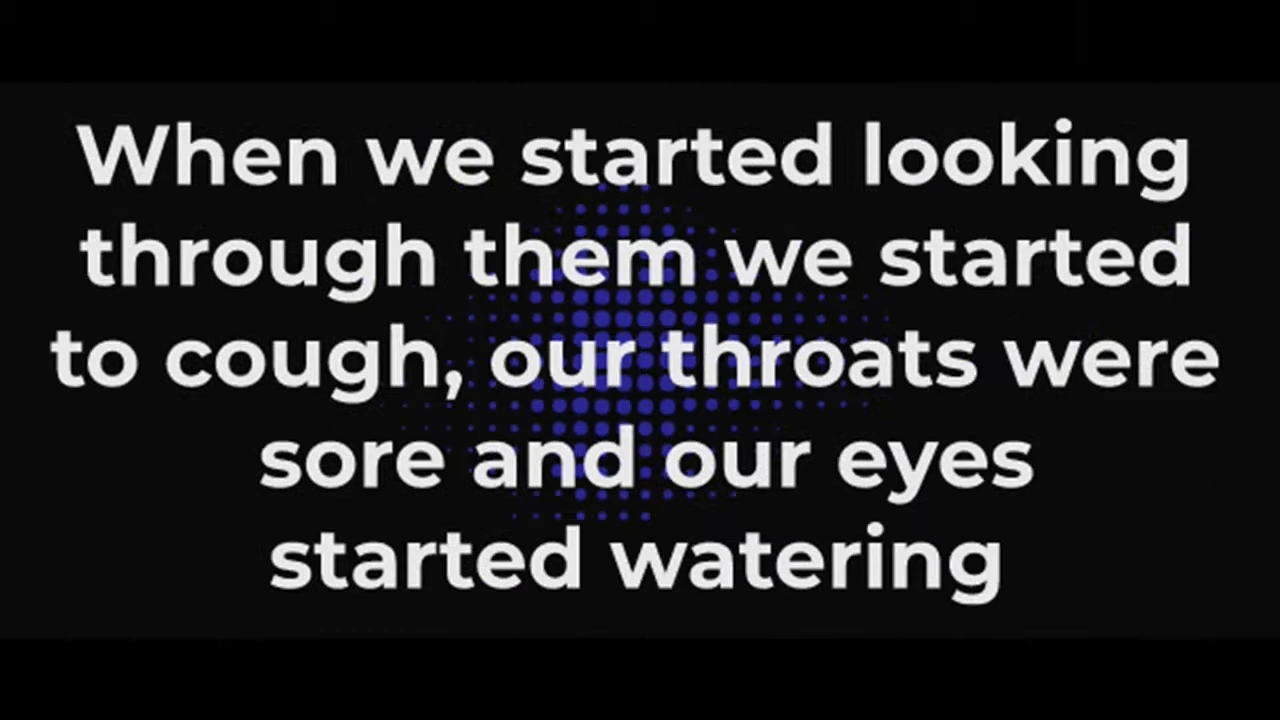 When we started looking
through them we started
to cough, our throats were
sore and our eyes
started watering